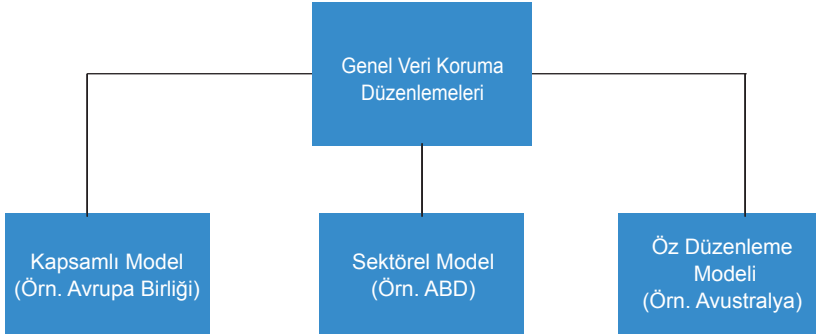 Genel Veri Koruma
Düzenlemeleri
Kapsamlı Model
(Örn. Avrupa Birliği)
Sektörel Model
(Örn. ABD)
Öz Düzenleme
Modeli
(Örn. Avustralya)